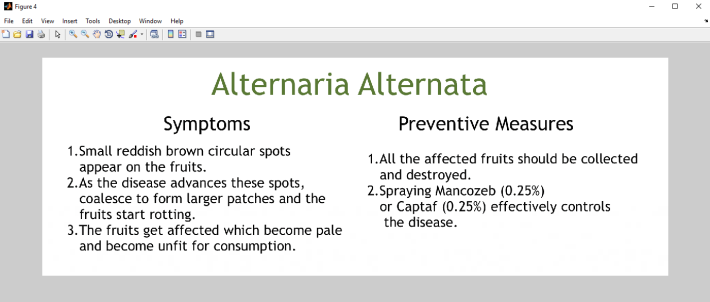 Figure 4
File Edit View Insert Tools Desktop Window Help
Alternaria Alternata
Symptoms
1.Small reddish brown circular spots
appear on the fruits.
2.As the disease advances these spots,
coalesce to form larger patches and the
fruits start rotting.
3.The fruits get affected which become pale
and become unfit for consumption.
Preventive Measures
1.All the affected fruits should be collected
and destroyed.
2.Spraying Mancozeb (0.25%)
or Captaf (0.25%) effectively controls
the disease.